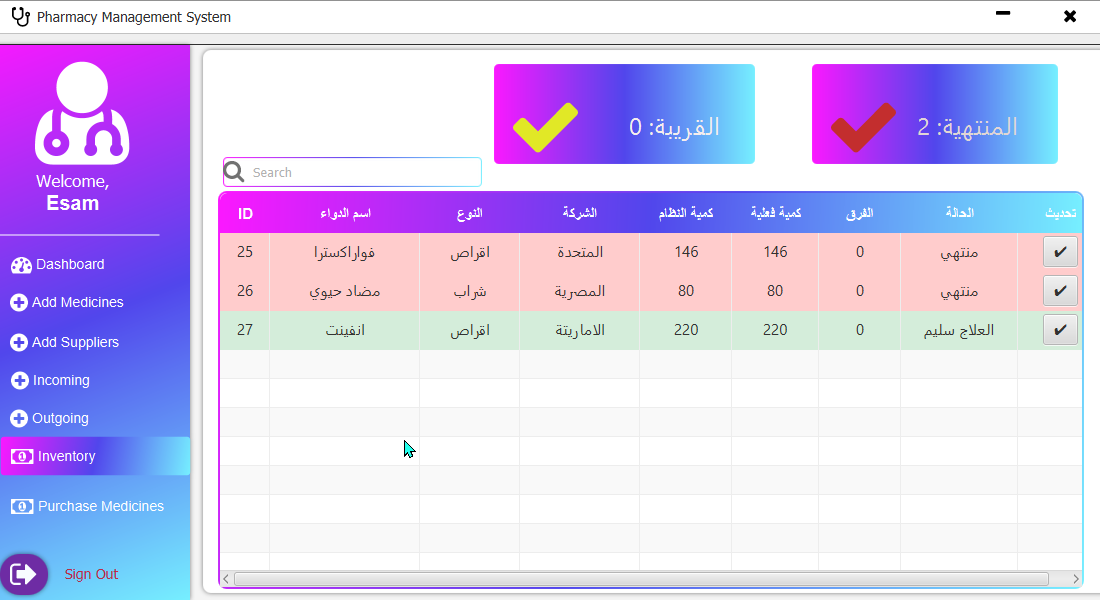 Pharmacy Management System
Welcome,
Esam
Dashboard
Add Medicines
Add Suppliers
Incoming
Outgoing
Inventory
Purchase Medicines
Sign Out
القريبة: 0
المنتهية: 2
Search
ID اسم الدواء النوع الشركة كمية النظام كمية فعلية الفرق الحالة تحديث
25 فواراكسترا اقراص المتحدة 146 146 0 منتهي
26 مضاد حيوي شراب المصرية 80 80 0 منتهي
27 انفينت اقراص الاماريتة 220 220 0 العلاج سليم